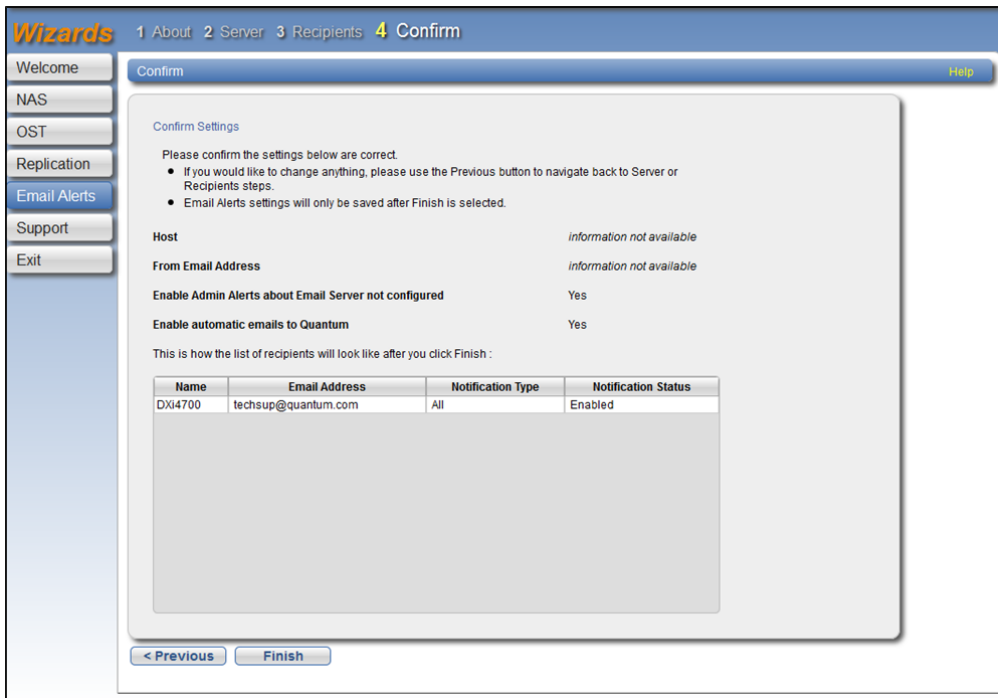 Wizards
1 About 2 Server 3 Recipients 4 Confirm
Welcome
NAS
OST
Replication
Email Alerts
Support
Exit
Confirm
Help
Confirm Settings
Please confirm the settings below are correct.
• If you would like to change anything, please use the Previous button to navigate back to Server or
Recipients steps.
• Email Alerts settings will only be saved after Finish is selected.
Host information not available
From Email Address information not available
Enable Admin Alerts about Email Server not configured Yes
Enable automatic emails to Quantum Yes
This is how the list of recipients will look like after you click Finish :
Name Email Address Notification Type Notification Status
DXi4700 techsup@quantum.com All Enabled
< Previous Finish